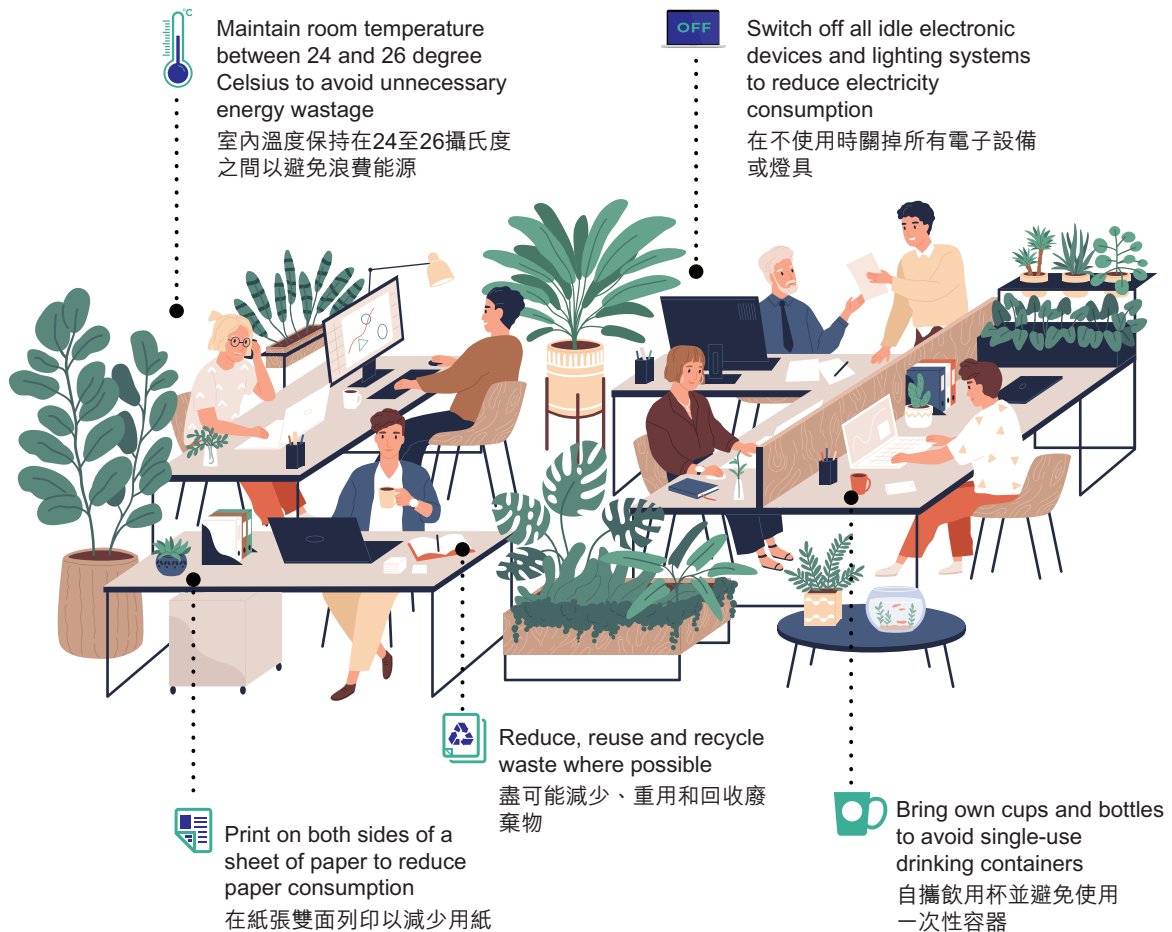 °C
Maintain room temperature
between 24 and 26 degree
Celsius to avoid unnecessary
energy wastage
室內溫度保持在24至26攝氏度
之間以避免浪費能源
OFF
Switch off all idle electronic
devices and lighting systems
to reduce electricity
consumption
在不使用時關掉所有電子設備
或燈具
Print on both sides of a
sheet of paper to reduce
paper consumption
在紙張雙面列印以減少用紙
Reduce, reuse and recycle
waste where possible
盡可能減少、重用和回收廢
棄物
Bring own cups and bottles
to avoid single-use
drinking containers
自攜飲用杯並避免使用
一次性容器